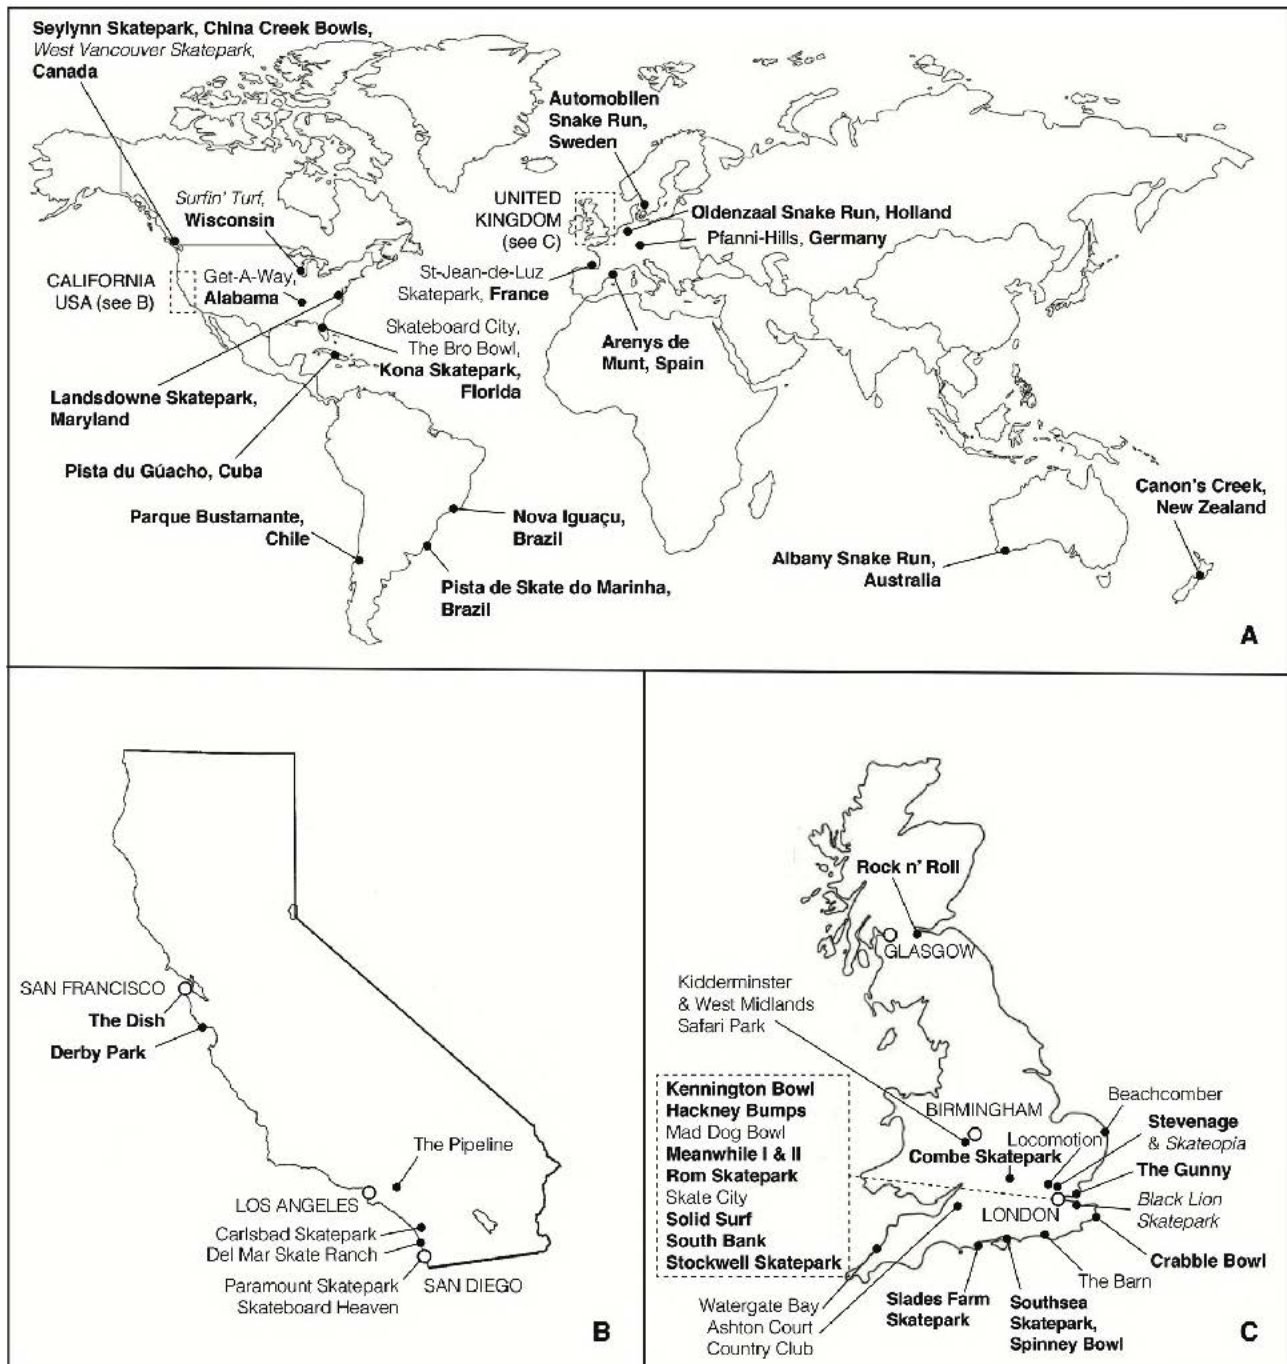 Seylynn Skatepark, China Creek Bowls,
West Vancouver Skatepark,
Canada
Automobilen
Snake Run,
Sweden
Surfin' Turf,
Wisconsin
UNITED
KINGDOM
(see C)
Oldenzaal Snake Run, Holland
Pfanni-Hills, Germany
CALIFORNIA
USA (see B)
Get-A-Way,
Alabama
St-Jean-de-Luz
Skatepark, France
Skateboard City,
The Bro Bowl,
Kona Skatepark,
Florida
Arenys de
Munt, Spain
Landsdowne Skatepark,
Maryland
Pista du Gúacho, Cuba
Parque Bustamante,
Chile
Nova Iguaçu,
Brazil
Pista de Skate do Marinha,
Brazil
Canon's Creek,
New Zealand
Albany Snake Run,
Australia
A
SAN FRANCISCO
The Dish
Derby Park
The Pipeline
LOS ANGELES
Carlsbad Skatepark
Del Mar Skate Ranch
Paramount Skatepark
Skateboard Heaven
SAN DIEGO
B
Rock n' Roll
GLASGOW
Kidderminster
& West Midlands
Safari Park
Kennington Bowl
Hackney Bumps
Mad Dog Bowl
Meanwhile I & II
Rom Skatepark
Skate City
Solid Surf
South Bank
Stockwell Skatepark
BIRMINGHAM
Beachcomber
Locomotion
Stevenage
& Skateopia
Combe Skatepark
The Gunny
LONDON
Black Lion
Skatepark
Crabble Bowl
The Barn
Watergate Bay
Ashton Court
Country Club
Slades Farm
Skatepark
Southsea
Skatepark,
Spinney Bowl
C